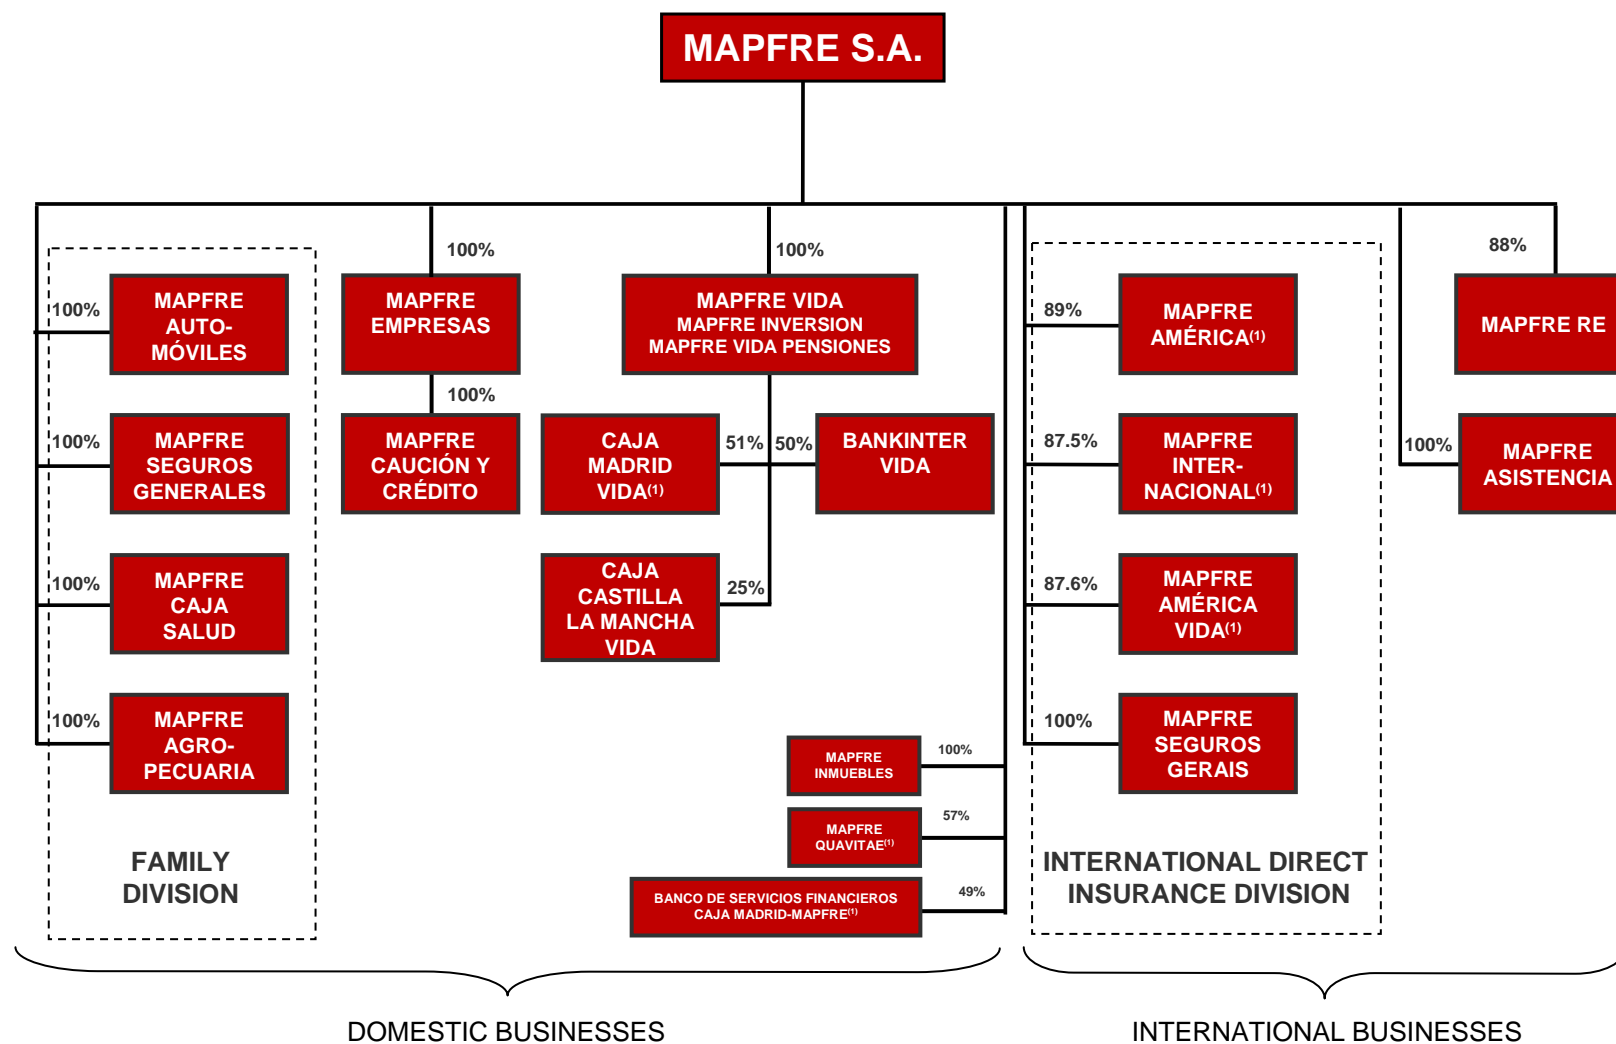 MAPFRE S.A.
100%
MAPFRE
AUTO-
MÓVILES
100%
MAPFRE
SEGUROS
GENERALES
100%
MAPFRE
CAJA
SALUD
100%
MAPFRE
AGRO-
PECUARIA
FAMILY
DIVISION
100%
MAPFRE
EMPRESAS
100%
MAPFRE
CAUCIÓN Y
CRÉDITO
100%
MAPFRE VIDA
MAPFRE INVERSION
MAPFRE VIDA PENSIONES
CAJA
MADRID
VIDA(1)
51%
50%
BANKINTER
VIDA
CAJA
CASTILLA
LA MANCHA
VIDA
25%
MAPFRE
INMUEBLES
100%
MAPFRE
QUAVITAE(1)
57%
BANCO DE SERVICIOS FINANCIEROS
CAJA MADRID-MAPFRE(1)
49%
89%
MAPFRE
AMÉRICA(1)
87.5%
MAPFRE
INTER-
NACIONAL(1)
87.6%
MAPFRE
AMÉRICA
VIDA(1)
100%
MAPFRE
SEGUROS
GERAIS
INTERNATIONAL DIRECT
INSURANCE DIVISION
88%
MAPFRE RE
100%
MAPFRE
ASISTENCIA
DOMESTIC BUSINESSES
INTERNATIONAL BUSINESSES